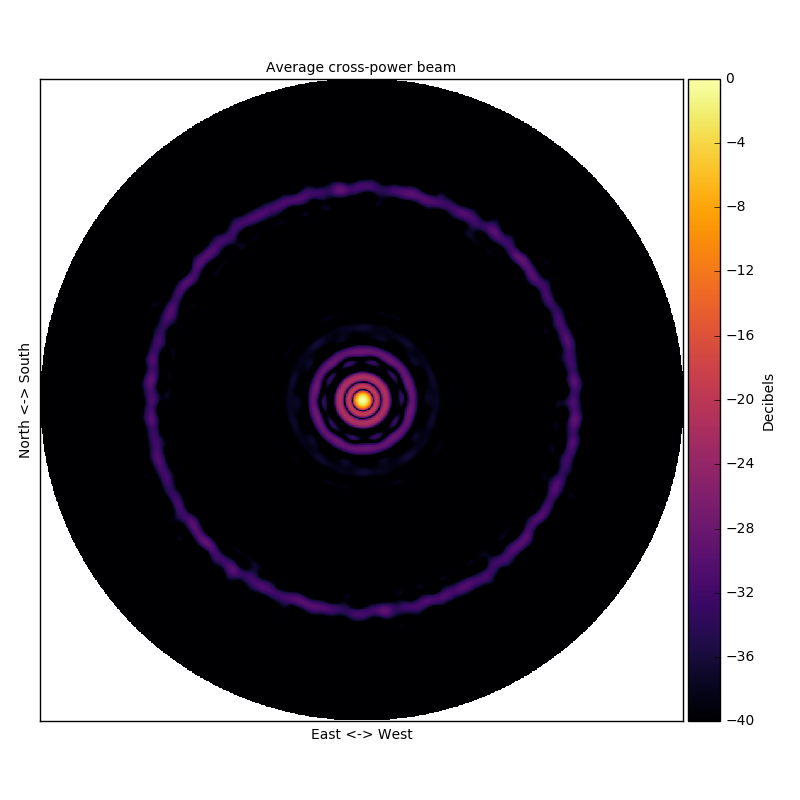 Average cross-power beam
North <-> South
East <-> West
0
−4
−8
−12
−16
−20
−24
−28
−32
−36
−40
Decibels